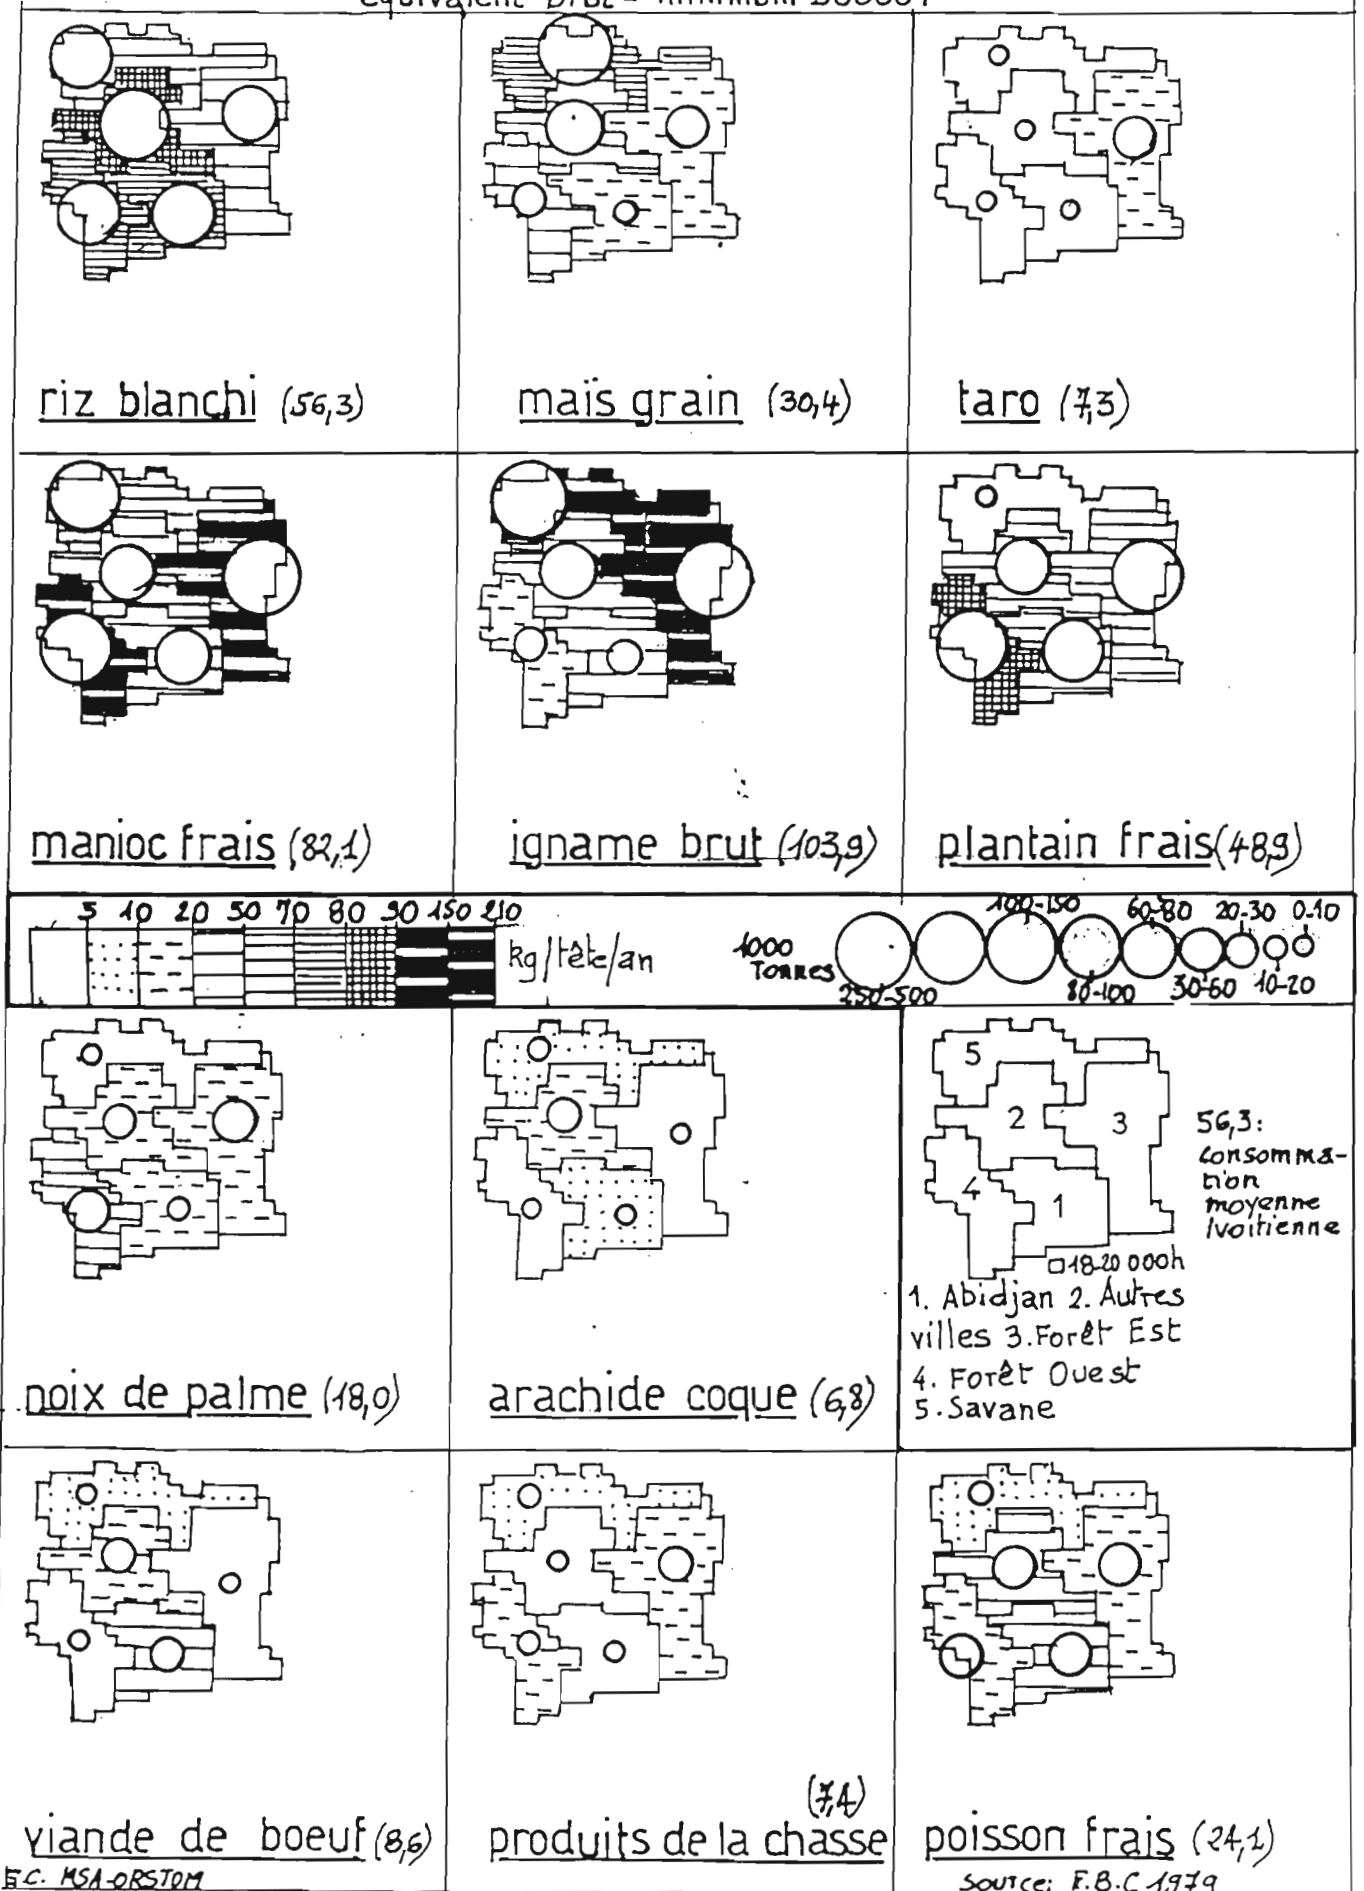 riz blanchi (56,3)
maïs grain (30,4)
taro (7,3)
manioc frais (82,1)
igname brut (103,9)
plantain frais (48,9)
5 10 20 50 70 80 90 150 210
kg/tête/an
1000
TONNES
100-150 60-80 20-30 0-10
250-500 80-100 30-60 10-20
noix de palme (18,0)
arachide coque (6,8)
5
2 3
4 1
56,3:
consomma-
tion
moyenne
Ivoirienne
18-20 000h
1. Abidjan 2. Autres
villes 3. Forêt Est
4. Forêt Ouest
5. Savane
viande de boeuf (8,6)
(7,4)
produits de la chasse
poisson frais (24,1)
MSA-ORSTOM
source: F.B.C 1979